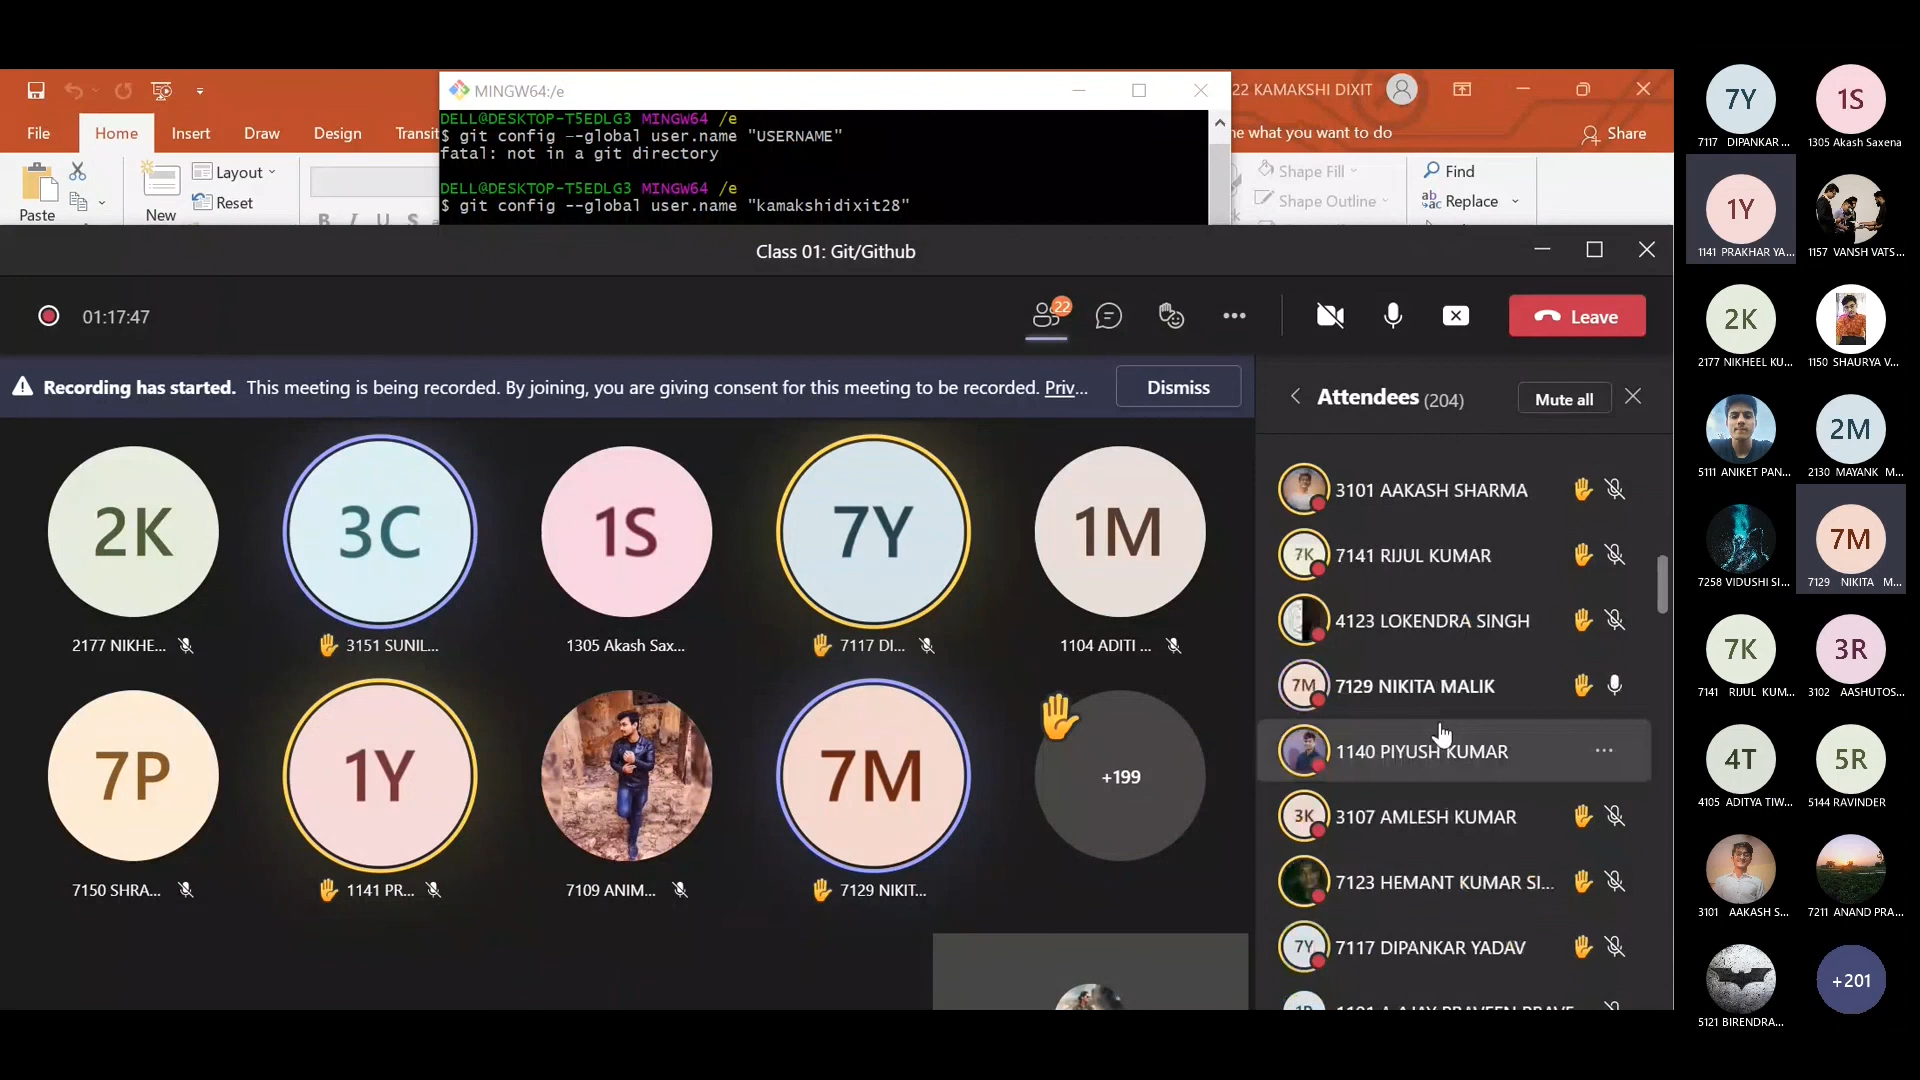 MINGW64:/e
22 KAMAKSHI DIXIT
File Home Insert Draw Design Transit
ne what you want to do
Share
Paste
New
Layout
Reset
B I U S
Shape Fill
Shape Outline
Find
Replace
DELL@DESKTOP-T5EDLG3 MINGW64 /e
$ git config --global user.name "USERNAME"
fatal: not in a git directory
DELL@DESKTOP-T5EDLG3 MINGW64 /e
$ git config --global user.name "kamakshidixit28"
Class 01: Git/Github
01:17:47
22
Leave
Recording has started. This meeting is being recorded. By joining, you are giving consent for this meeting to be recorded. Priv...
Dismiss
2K
3C
1S
7Y
1M
2177 NIKHE...
3151 SUNIL...
1305 Akash Sax...
7117 DI...
1104 ADITI ...
7P
1Y
7M
+199
7150 SHRA...
1141 PR...
7109 ANIM...
7129 NIKIT...
Attendees (204)
Mute all
3101 AAKASH SHARMA
7K 7141 RIJUL KUMAR
4123 LOKENDRA SINGH
7M 7129 NIKITA MALIK
1140 PIYUSH KUMAR
3K 3107 AMLESH KUMAR
7123 HEMANT KUMAR SI...
7Y 7117 DIPANKAR YADAV
7Y 1S
7117 DIPANKAR ... 1305 Akash Saxena
1Y
1141 PRAKHAR YA... 1157 VANSH VATS...
2K
2177 NIKHEEL KU... 1150 SHAURYA V...
2M
5111 ANIKET PAN... 2130 MAYANK M...
7M
7258 VIDUSHI SI... 7129 NIKITA M...
7K 3R
7141 RIJUL KUM... 3102 AASHUTOS...
4T 5R
4105 ADITYA TIW... 5144 RAVINDER
3101 AAKASH S... 7211 ANAND PRA...
+201
5121 BIRENDRA...